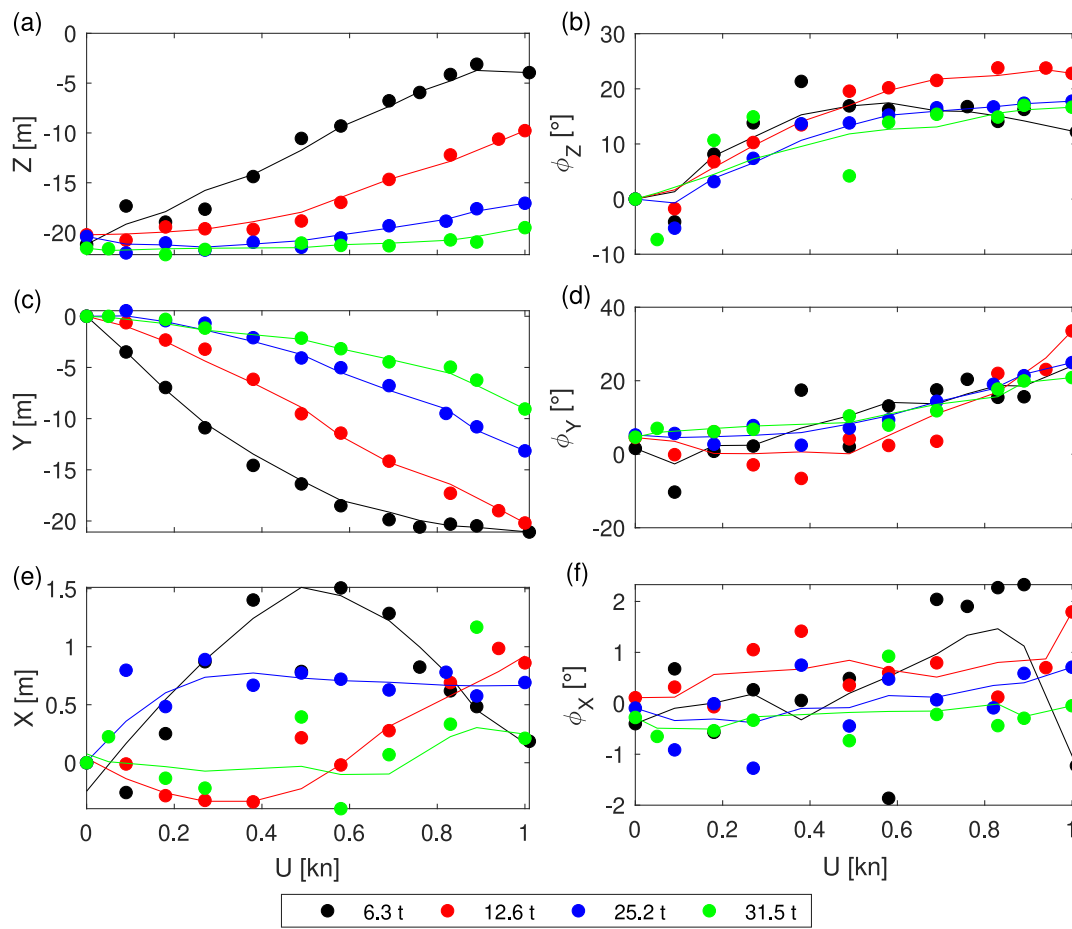 (a)
Z [m]
0
-5
-10
-15
-20
(b)
ϕZ [°]
30
20
10
0
-10
(c)
Y [m]
0
-5
-10
-15
-20
(d)
ϕY [°]
40
20
0
-20
(e)
X [m]
1.5
1
0.5
0
0 0.2 0.4 0.6 0.8 1
U [kn]
(f)
ϕX [°]
2
1
0
-1
-2
0 0.2 0.4 0.6 0.8 1
U [kn]
6.3 t 12.6 t 25.2 t 31.5 t